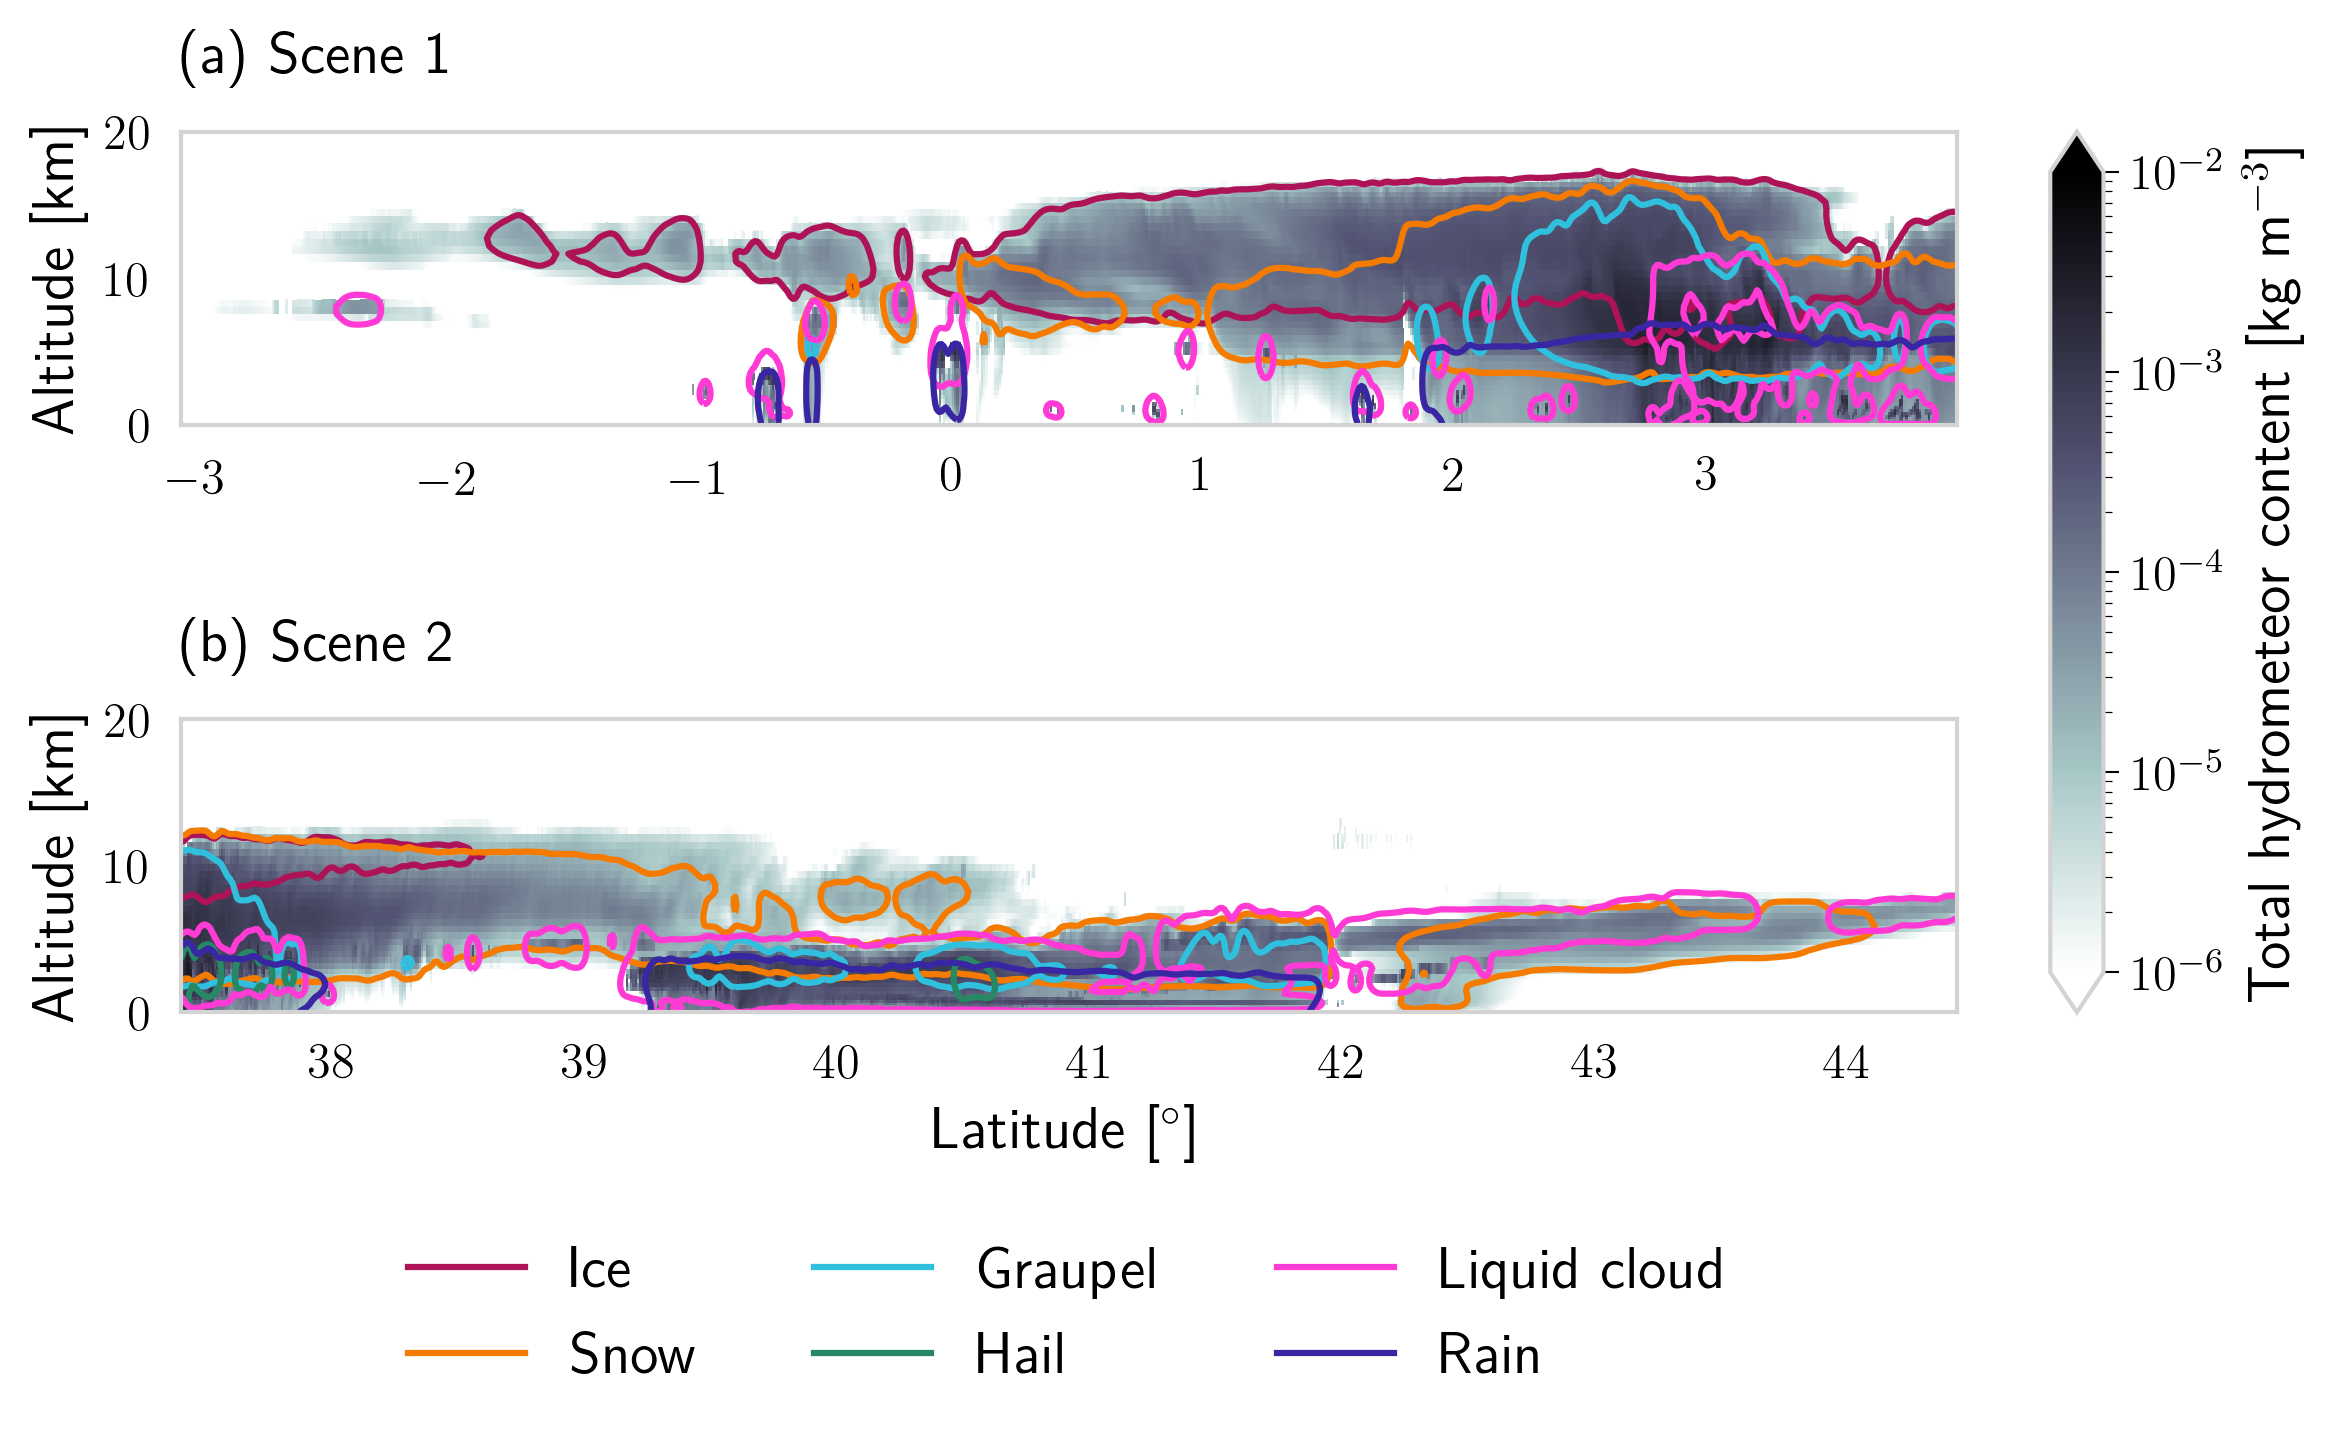 (a) Scene 1
Altitude [km]
20
10
0
−3 −2 −1 0 1 2 3
(b) Scene 2
Altitude [km]
20
10
0
38 39 40 41 42 43 44
Latitude [°]
10⁻²
10⁻³
10⁻⁴
10⁻⁵
10⁻⁶
Total hydrometeor content [kg m⁻³]
Ice Graupel Liquid cloud
Snow Hail Rain